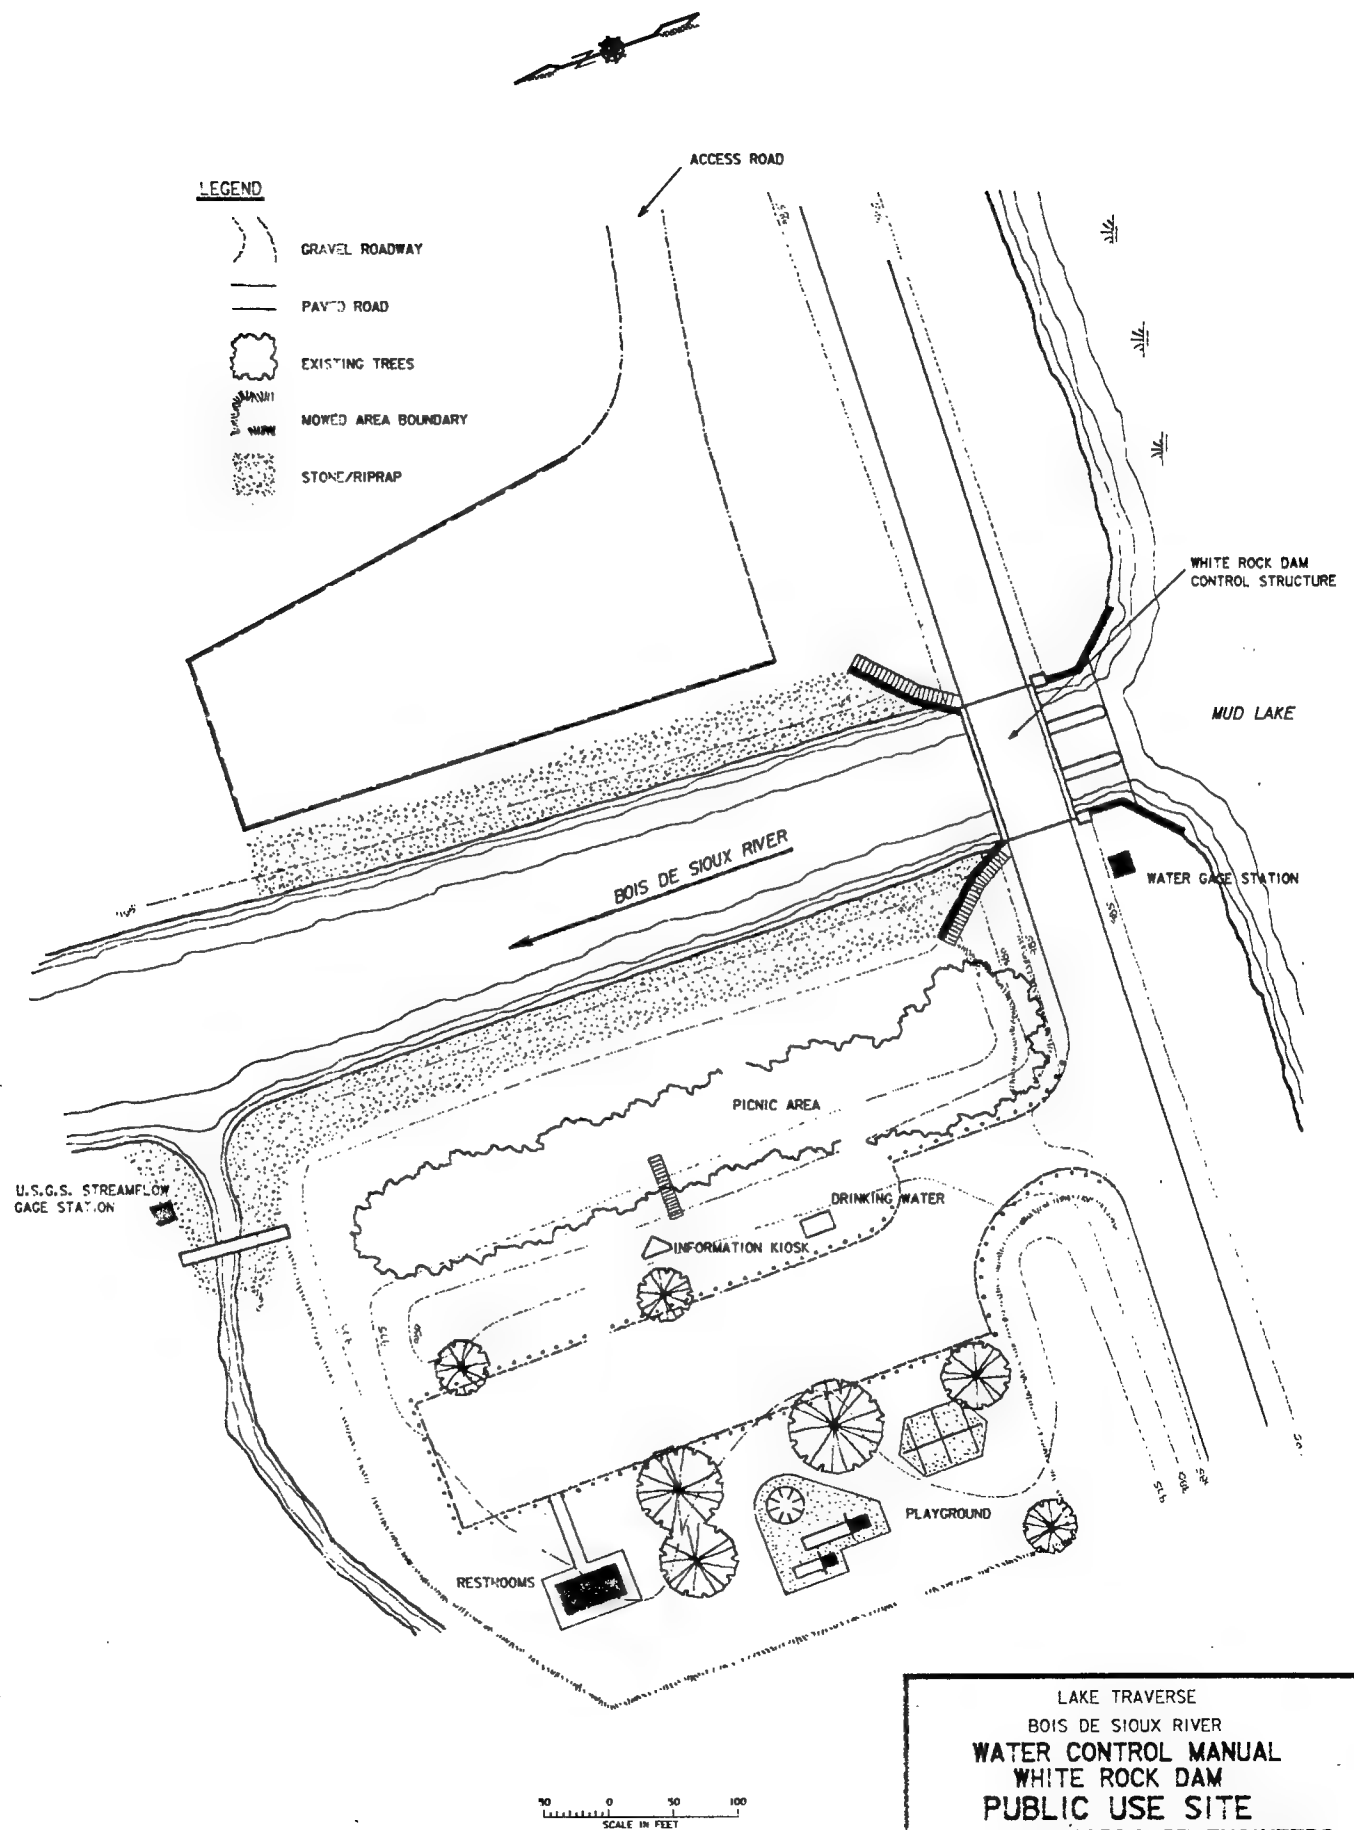 N
ACCESS ROAD
LEGEND
GRAVEL ROADWAY
PAVED ROAD
EXISTING TREES
MOWED AREA BOUNDARY
STONE/RIPRAP
WHITE ROCK DAM
CONTROL STRUCTURE
MUD LAKE
BOIS DE SIOUX RIVER
WATER GAGE STATION
PICNIC AREA
U.S.G.S. STREAMFLOW
GAGE STATION
DRINKING WATER
INFORMATION KIOSK
PLAYGROUND
RESTROOMS
LAKE TRAVERSE
BOIS DE SIOUX RIVER
WATER CONTROL MANUAL
WHITE ROCK DAM
PUBLIC USE SITE
50 0 50 100
SCALE IN FEET